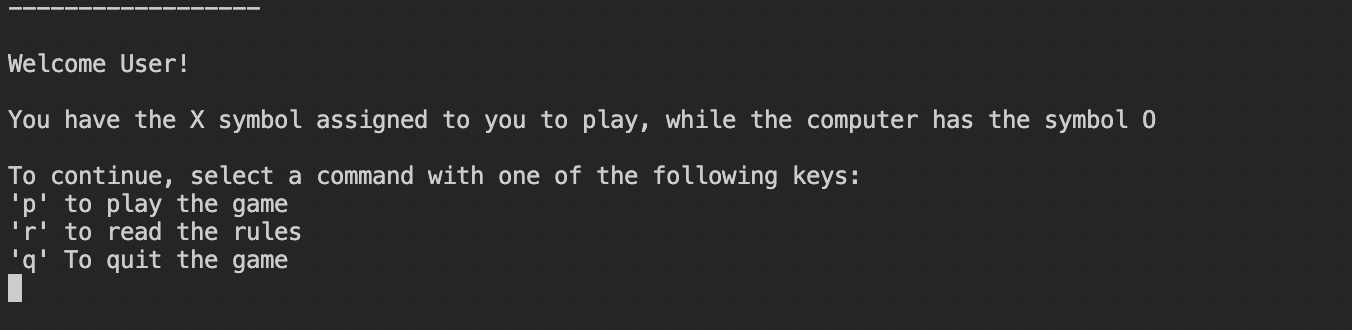 ------------------
Welcome User!
You have the X symbol assigned to you to play, while the computer has the symbol O
To continue, select a command with one of the following keys:
'p' to play the game
'r' to read the rules
'q' To quit the game